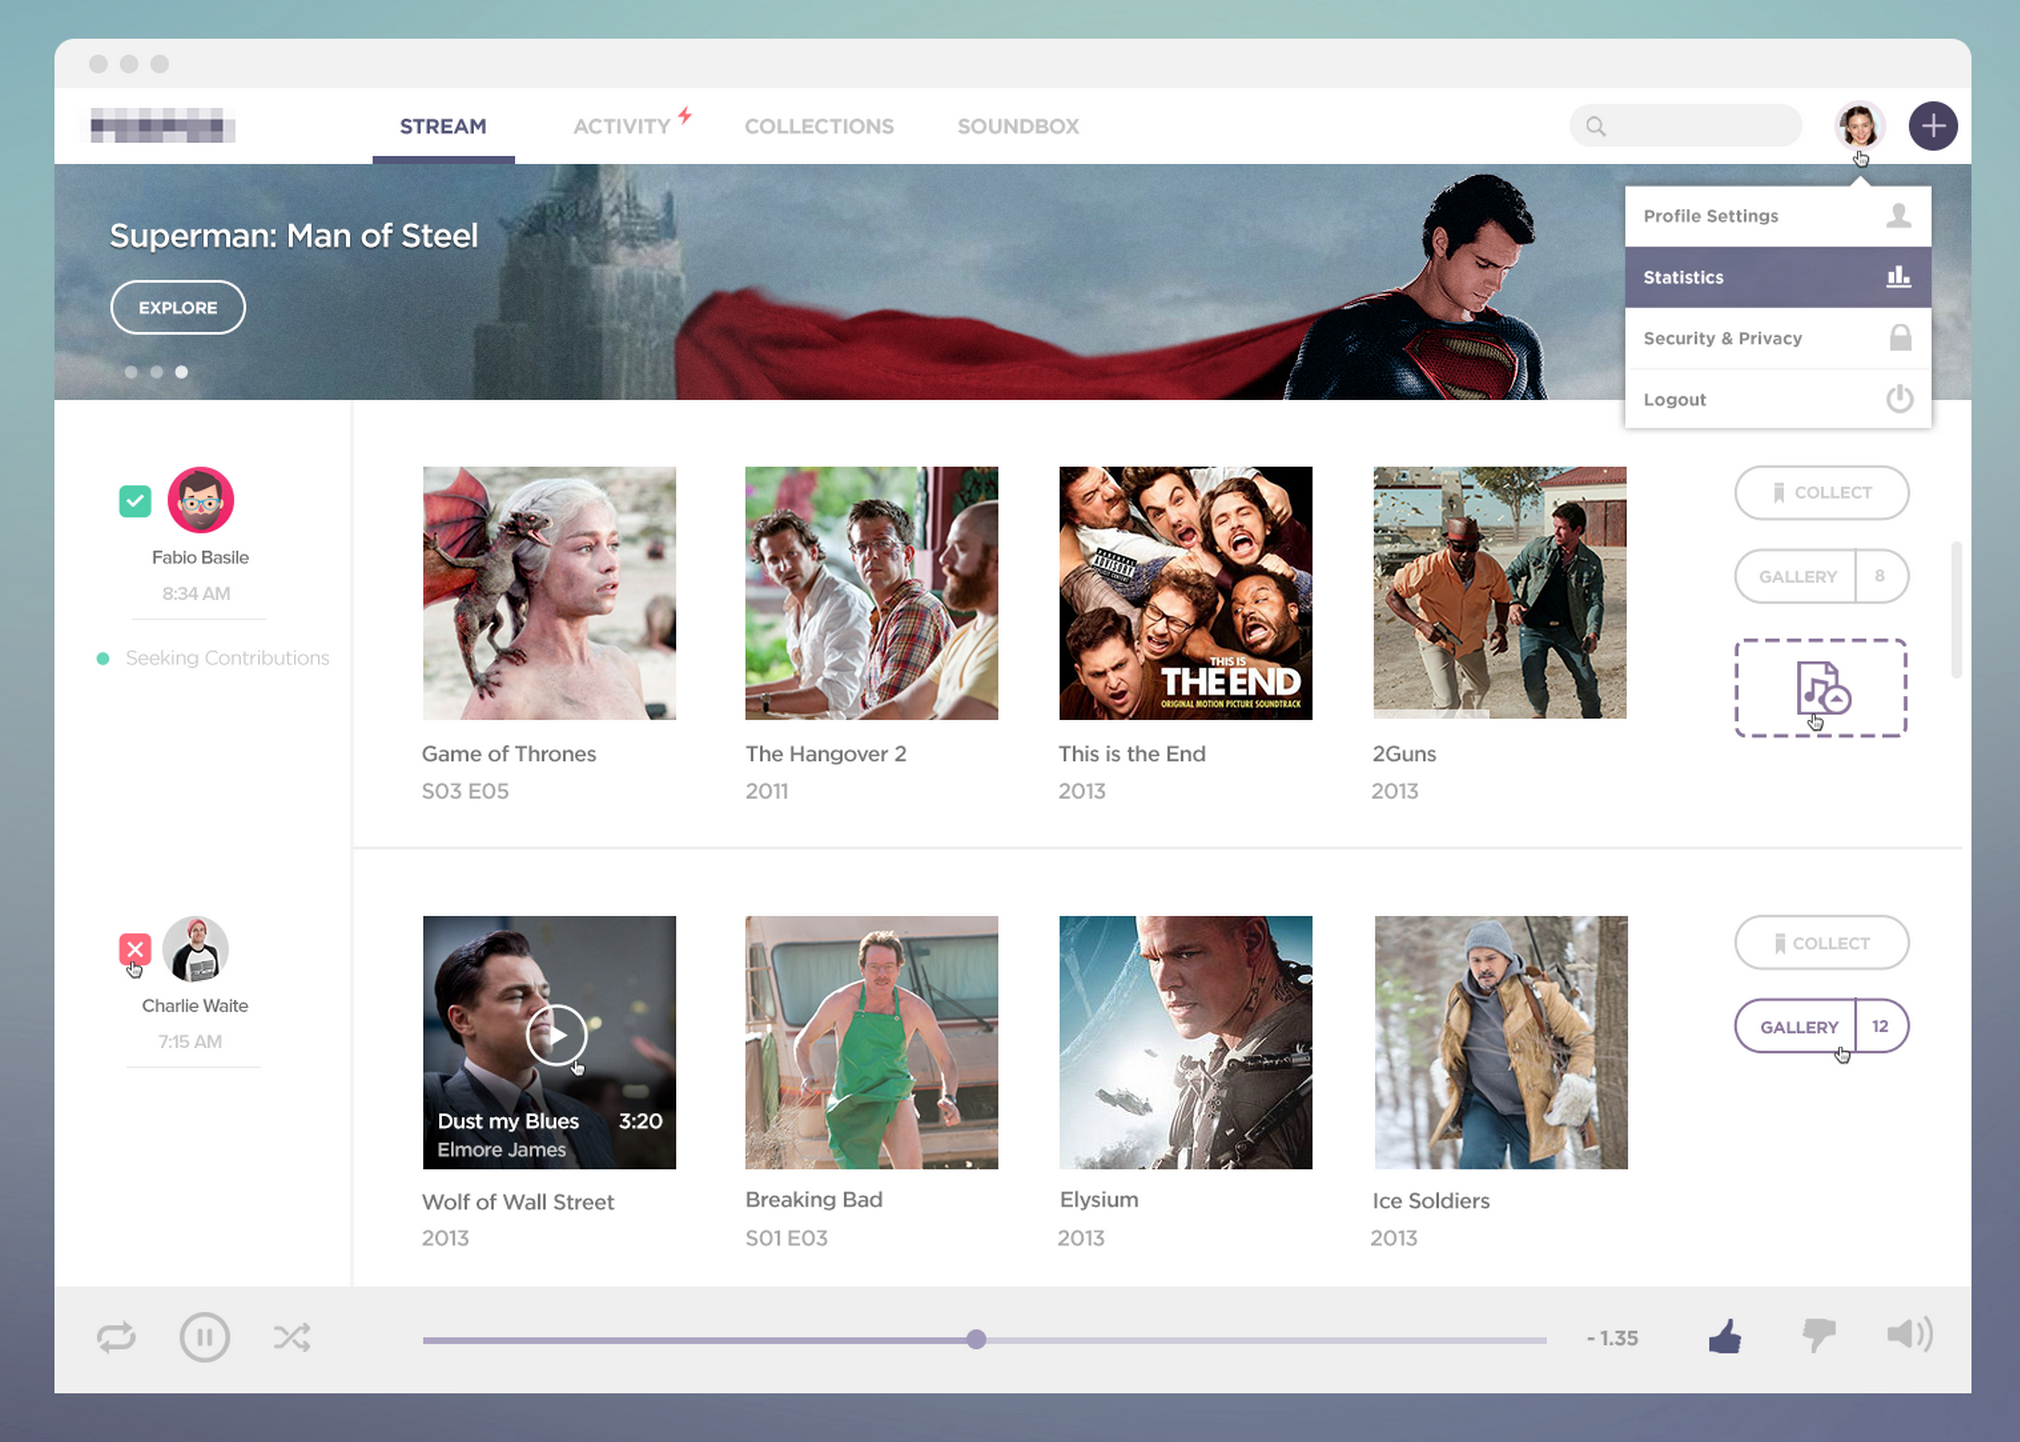 STREAM
ACTIVITY
COLLECTIONS
SOUNDBOX
Superman: Man of Steel
EXPLORE
Profile Settings
Statistics
Security & Privacy
Logout
Fabio Basile
8:34 AM
Seeking Contributions
THIS IS
THE END
ORIGINAL MOTION PICTURE SOUNDTRACK
ADVISORY
Game of Thrones
S03 E05
The Hangover 2
2011
This is the End
2013
2Guns
2013
COLLECT
GALLERY 8
Charlie Waite
7:15 AM
Dust my Blues 3:20
Elmore James
Wolf of Wall Street
2013
Breaking Bad
S01 E03
Elysium
2013
Ice Soldiers
2013
COLLECT
GALLERY 12
- 1.35